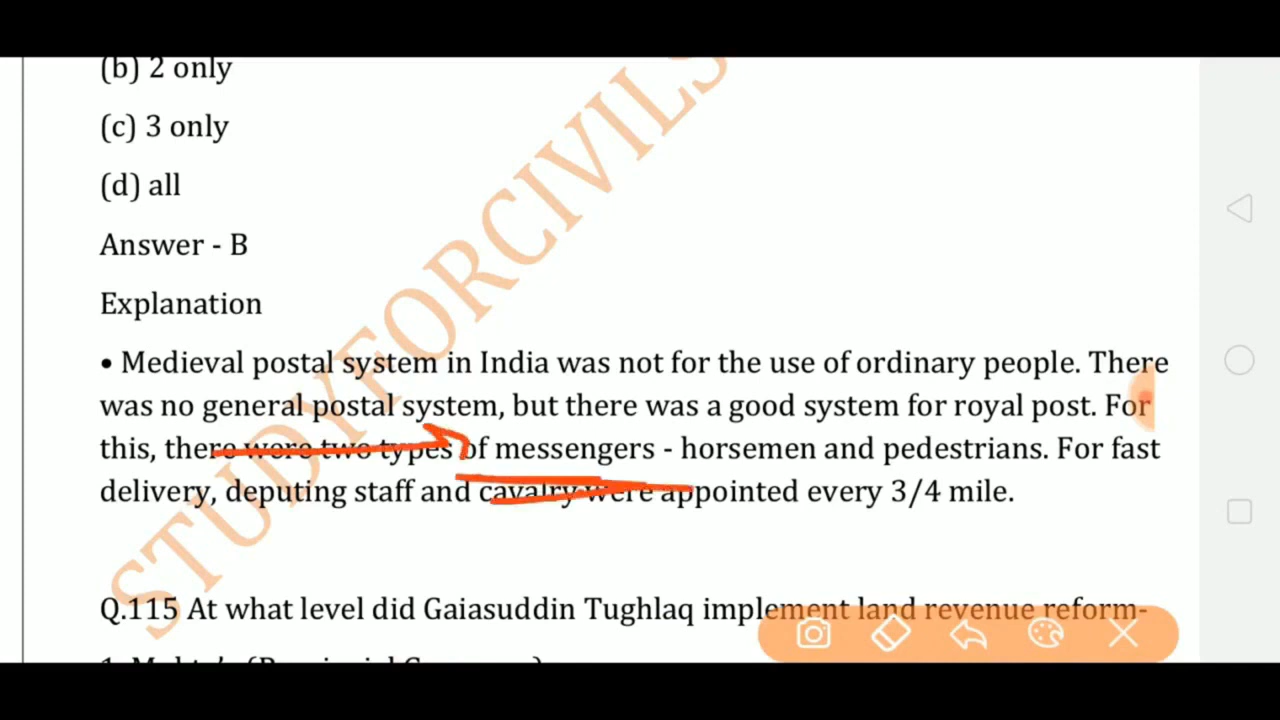 (b) 2 only
(c) 3 only
(d) all
Answer - B
Explanation
• Medieval postal system in India was not for the use of ordinary people. There
was no general postal system, but there was a good system for royal post. For
this, there were two types of messengers - horsemen and pedestrians. For fast
delivery, deputing staff and cavalry were appointed every 3/4 mile.
Q.115 At what level did Gaiasuddin Tughlaq implement land revenue reform-
STUDYFORCIVILS